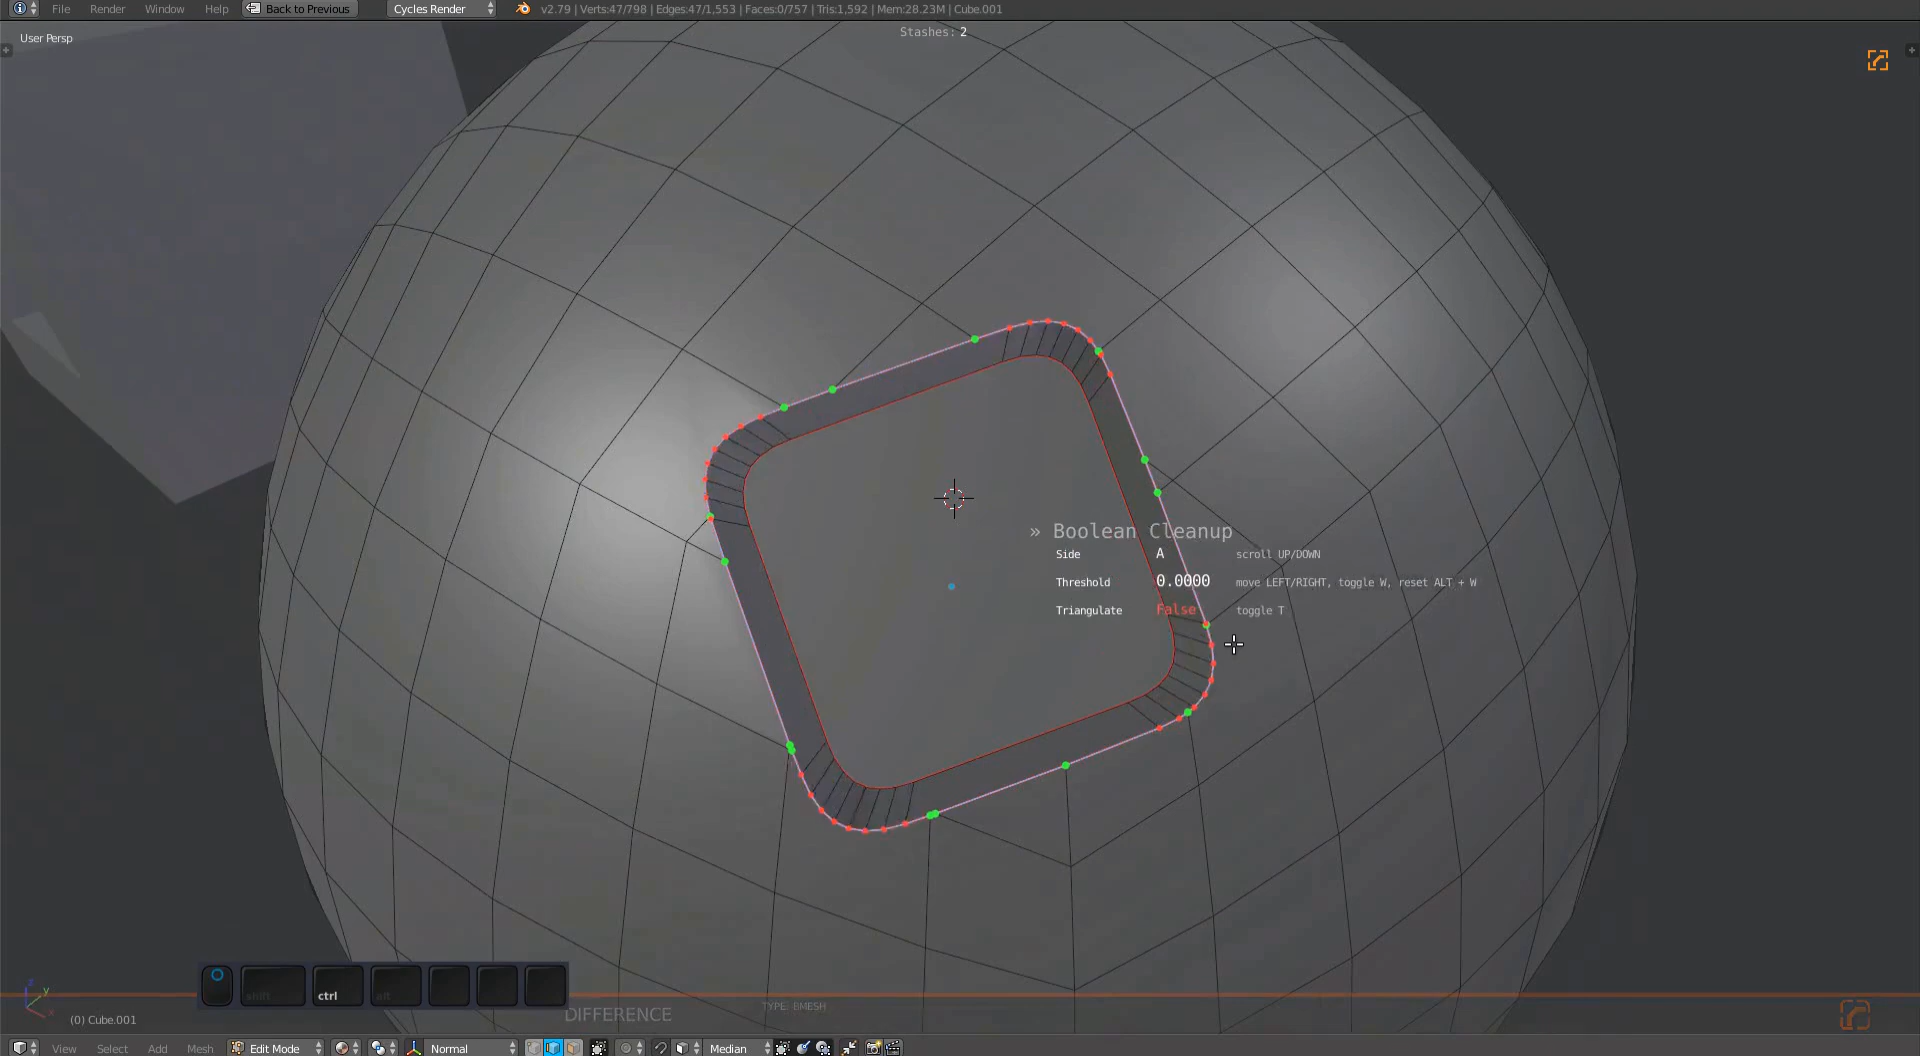 File Render Window Help Back to Previous Cycles Render v2.79 | Verts:47/798 | Edges:47/1,553 | Faces:0/757 | Tris:1,592 | Mem:28.23M | Cube.001
User Persp
Stashes: 2
» Boolean Cleanup
Side A scroll UP/DOWN
Threshold 0.0000 move LEFT/RIGHT, toggle W, reset ALT + W
Triangulate False toggle T
shift ctrl alt
z
y
x
(0) Cube.001
DIFFERENCE
TYPE: BMESH
View Select Add Mesh Edit Mode Normal Median